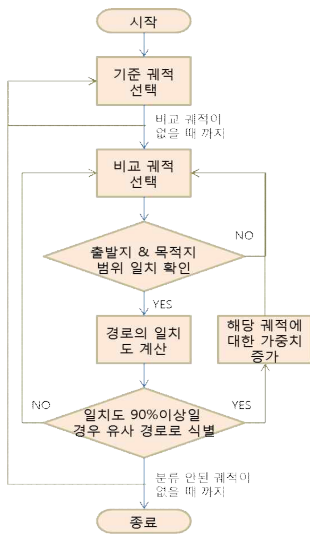 시작
기준 궤적
선택
비교 궤적이
없을 때 까지
비교 궤적
선택
NO
출발지 & 목적지
범위 일치 확인
YES
경로의 일치
도 계산
해당 궤적에
대한 가중치
증가
NO
YES
일치도 90%이상일
경우 유사 경로로 식별
분류 안된 궤적이
없을 때 까지
종료